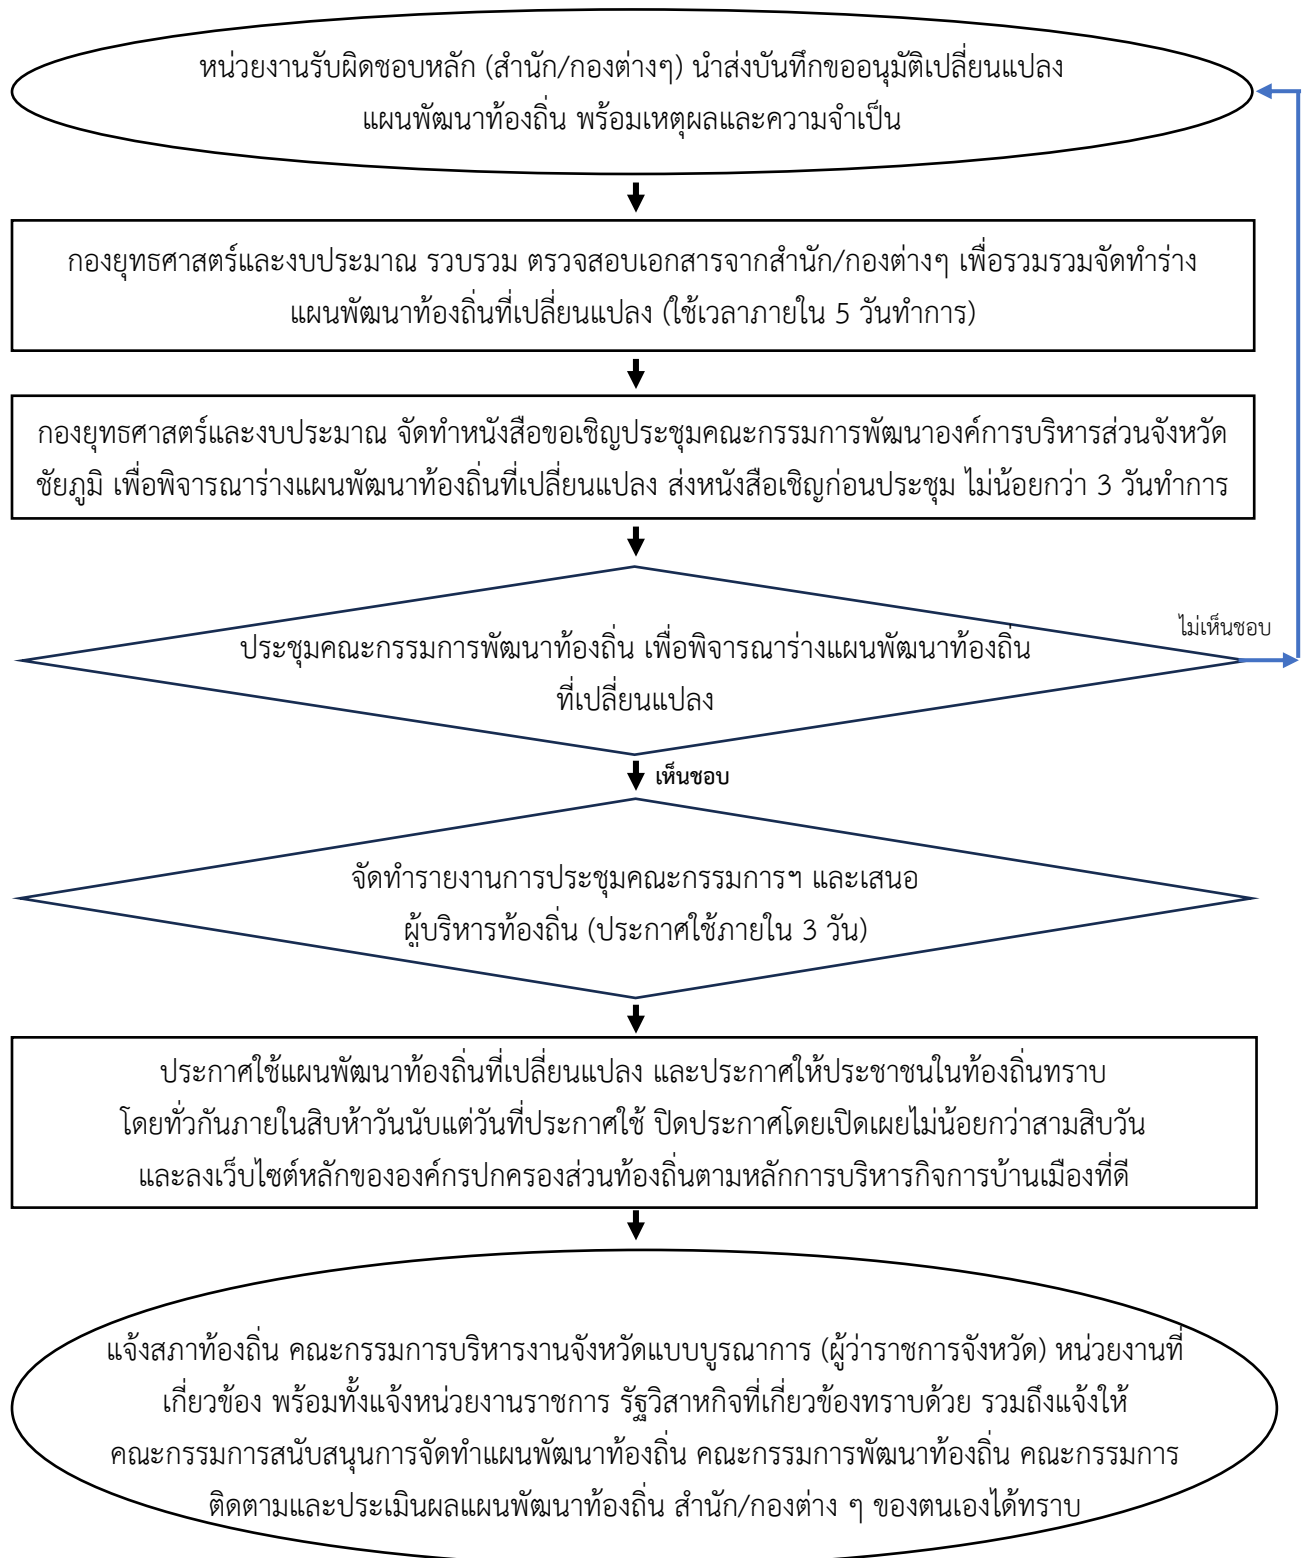 หน่วยงานรับผิดชอบหลัก (สำนัก/กองต่างๆ) นำส่งบันทึกขออนุมัติเปลี่ยนแปลง
แผนพัฒนาท้องถิ่น พร้อมเหตุผลและความจำเป็น
กองยุทธศาสตร์และงบประมาณ รวบรวม ตรวจสอบเอกสารจากสำนัก/กองต่างๆ เพื่อรวมรวมจัดทำร่าง
แผนพัฒนาท้องถิ่นที่เปลี่ยนแปลง (ใช้เวลาภายใน 5 วันทำการ)
กองยุทธศาสตร์และงบประมาณ จัดทำหนังสือขอเชิญประชุมคณะกรรมการพัฒนาองค์การบริหารส่วนจังหวัด
ชัยภูมิ เพื่อพิจารณาร่างแผนพัฒนาท้องถิ่นที่เปลี่ยนแปลง ส่งหนังสือเชิญก่อนประชุม ไม่น้อยกว่า 3 วันทำการ
ไม่เห็นชอบ
ประชุมคณะกรรมการพัฒนาท้องถิ่น เพื่อพิจารณาร่างแผนพัฒนาท้องถิ่น
ที่เปลี่ยนแปลง
เห็นชอบ
จัดทำรายงานการประชุมคณะกรรมการฯ และเสนอ
ผู้บริหารท้องถิ่น (ประกาศใช้ภายใน 3 วัน)
ประกาศใช้แผนพัฒนาท้องถิ่นที่เปลี่ยนแปลง และประกาศให้ประชาชนในท้องถิ่นทราบ
โดยทั่วกันภายในสิบห้าวันนับแต่วันที่ประกาศใช้ ปิดประกาศโดยเปิดเผยไม่น้อยกว่าสามสิบวัน
และลงเว็บไซต์หลักขององค์กรปกครองส่วนท้องถิ่นตามหลักการบริหารกิจการบ้านเมืองที่ดี
แจ้งสภาท้องถิ่น คณะกรรมการบริหารงานจังหวัดแบบบูรณาการ (ผู้ว่าราชการจังหวัด) หน่วยงานที่
เกี่ยวข้อง พร้อมทั้งแจ้งหน่วยงานราชการ รัฐวิสาหกิจที่เกี่ยวข้องทราบด้วย รวมถึงแจ้งให้
คณะกรรมการสนับสนุนการจัดทำแผนพัฒนาท้องถิ่น คณะกรรมการพัฒนาท้องถิ่น คณะกรรมการ
ติดตามและประเมินผลแผนพัฒนาท้องถิ่น สำนัก/กองต่าง ๆ ของตนเองได้ทราบ